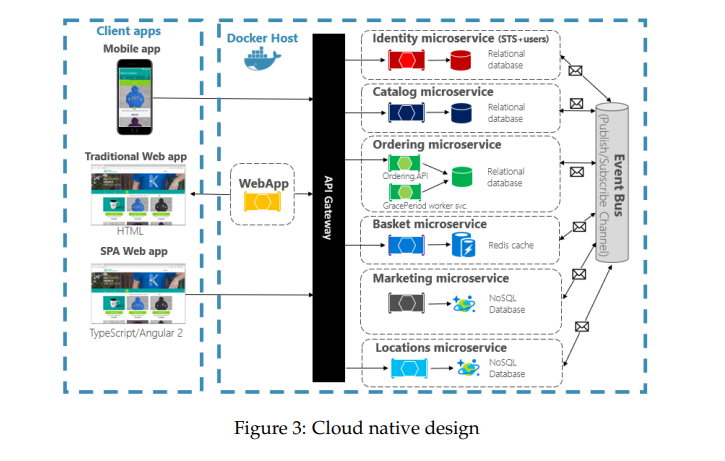 Client apps
Mobile app
Traditional Web app
HTML
SPA Web app
TypeScript/Angular 2
Docker Host
WebApp
API Gateway
Identity microservice (STS+users)
Relational
database
Catalog microservice
Relational
database
Ordering microservice
Ordering.API
GracePeriod worker svc.
Relational
database
Basket microservice
Redis cache
Marketing microservice
NoSQL
Database
Locations microservice
NoSQL
Database
Event Bus
(Publish/Subscribe Channel)
Figure 3: Cloud native design